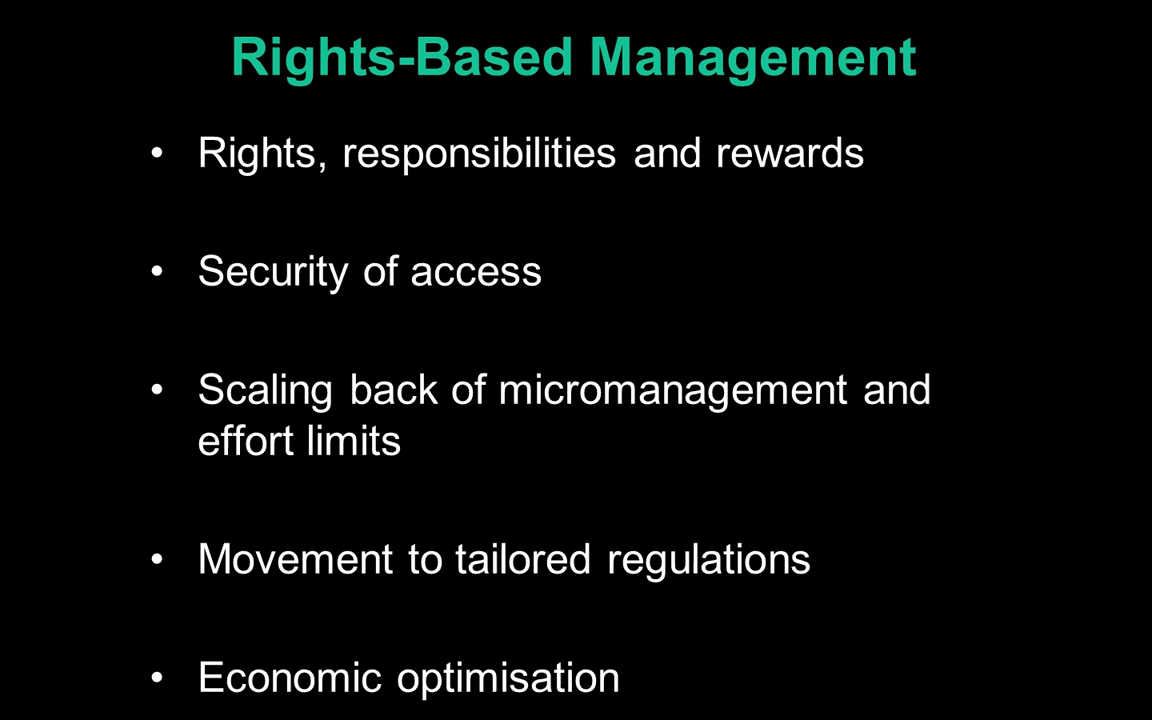 Rights-Based Management
• Rights, responsibilities and rewards
• Security of access
• Scaling back of micromanagement and
effort limits
• Movement to tailored regulations
• Economic optimisation